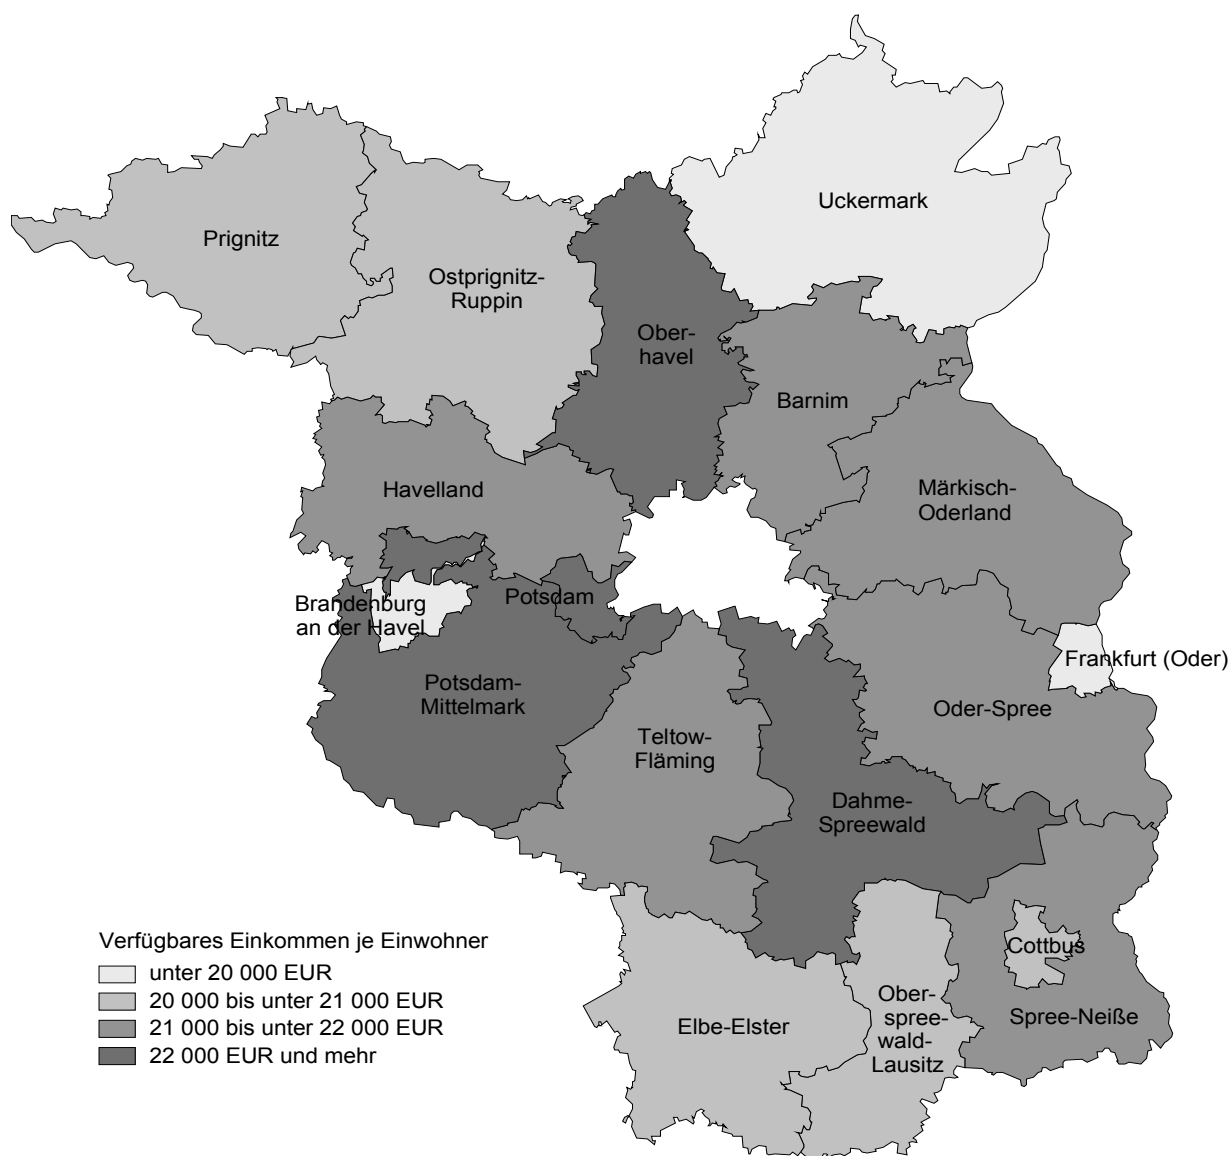 Uckermark
Prignitz
Ostprignitz-
Ruppin
Ober-
havel
Barnim
Havelland
Märkisch-
Oderland
Potsdam
Brandenburg
an der Havel
Frankfurt (Oder)
Potsdam-
Mittelmark
Oder-Spree
Teltow-
Fläming
Dahme-
Spreewald
Verfügbares Einkommen je Einwohner
unter 20 000 EUR
20 000 bis unter 21 000 EUR
21 000 bis unter 22 000 EUR
22 000 EUR und mehr
Cottbus
Elbe-Elster
Ober-
spree-
wald-
Lausitz
Spree-Neiße